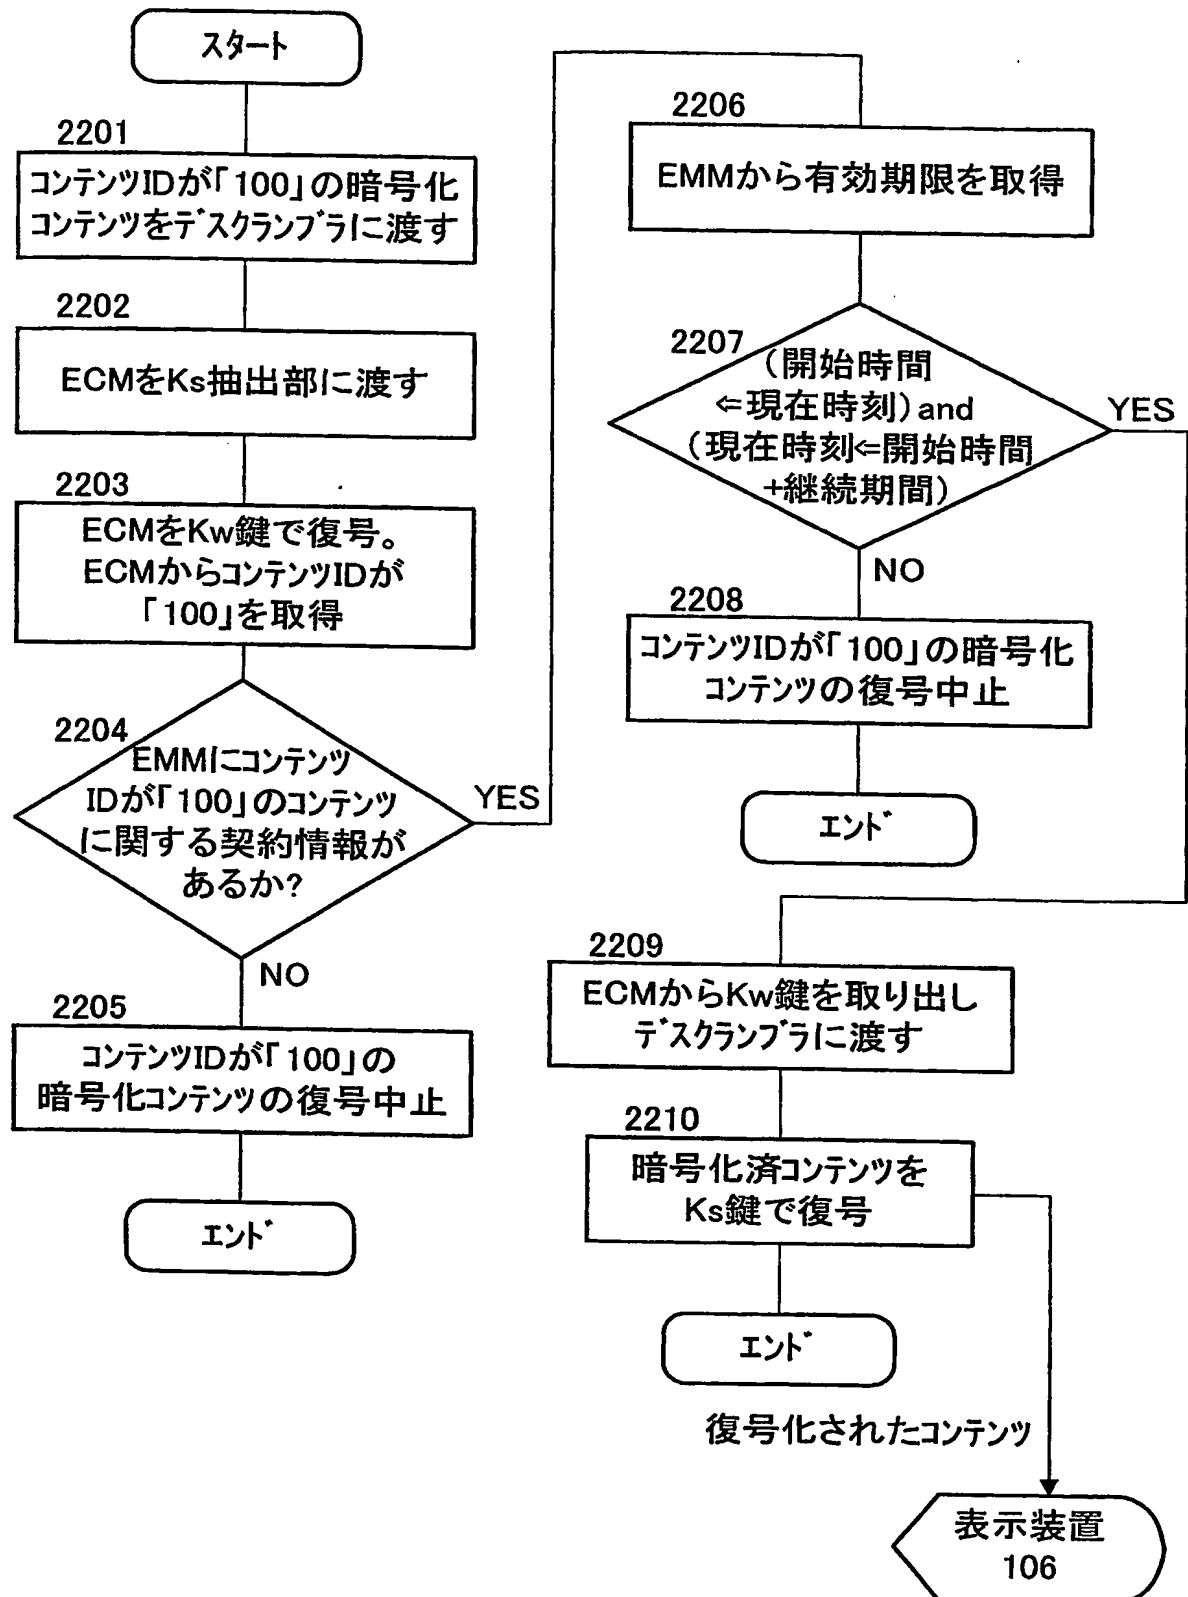 スタート
2201
コンテンツIDが「100」の暗号化
コンテンツをデスクランブラに渡す
2202
ECMをKs抽出部に渡す
2203
ECMをKw鍵で復号。
ECMからコンテンツIDが
「100」を取得
2204
EMMにコンテンツ
IDが「100」のコンテンツ
に関する契約情報が
あるか?
YES
NO
2205
コンテンツIDが「100」の
暗号化コンテンツの復号中止
エンド
2206
EMMから有効期限を取得
2207
(開始時間
⇐現在時刻)and
(現在時刻⇐開始時間
+継続期間)
YES
NO
2208
コンテンツIDが「100」の暗号化
コンテンツの復号中止
エンド
2209
ECMからKw鍵を取り出し
デスクランブラに渡す
2210
暗号化済コンテンツを
Ks鍵で復号
エンド
復号化されたコンテンツ
表示装置
106